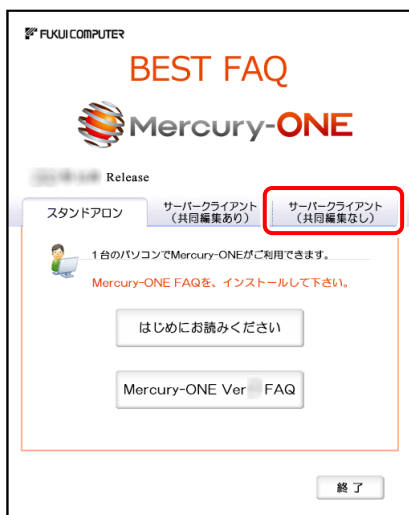 FUKUI COMPUTER
BEST FAQ
Mercury-ONE
Release
スタンドアロン
サーバークライアント
(共同編集あり)
サーバークライアント
(共同編集なし)
1台のパソコンでMercury-ONEがご利用できます。
Mercury-ONE FAQを、インストールして下さい。
はじめにお読みください
Mercury-ONE Ver FAQ
終了